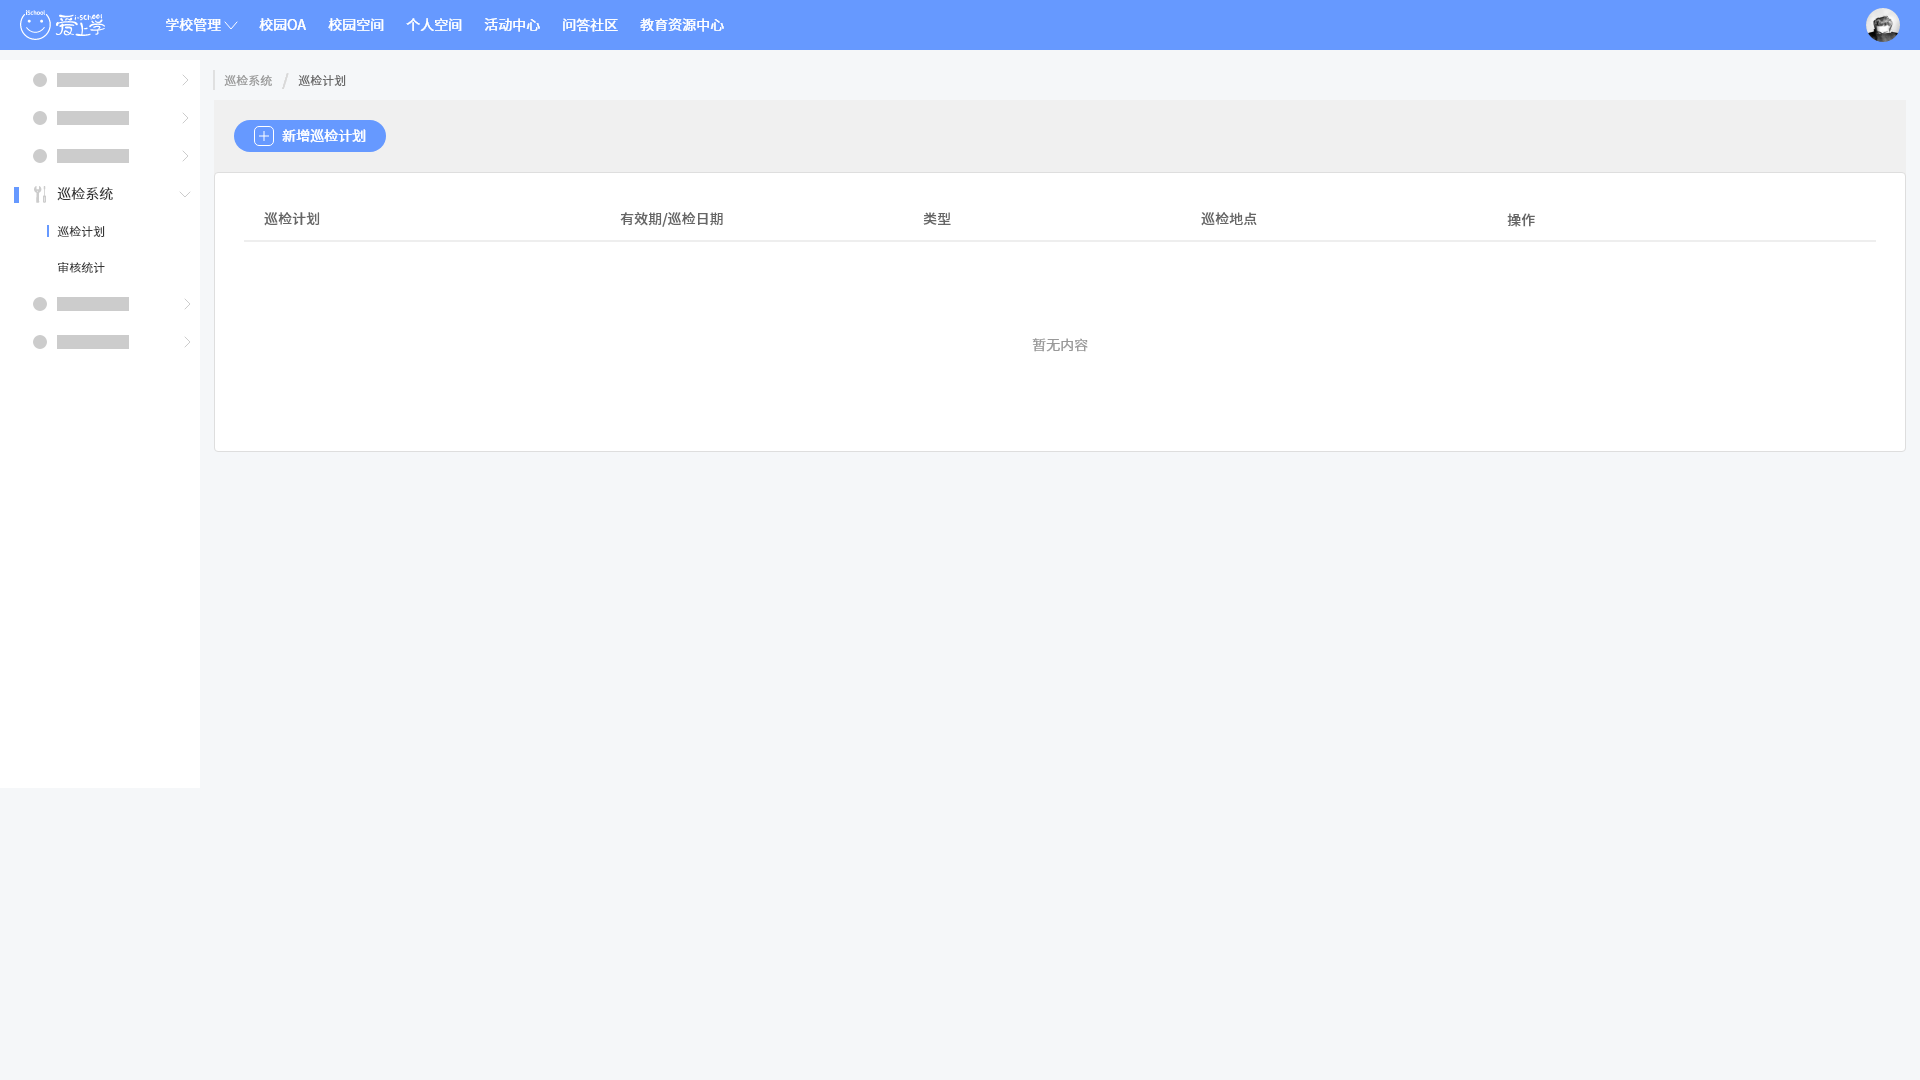 iSchool
爱上学
i-SCHOOL
学校管理
校园OA
校园空间
个人空间
活动中心
问答社区
教育资源中心
巡检系统 / 巡检计划
新增巡检计划
巡检系统
巡检计划
审核统计
巡检计划
有效期/巡检日期
类型
巡检地点
操作
暂无内容